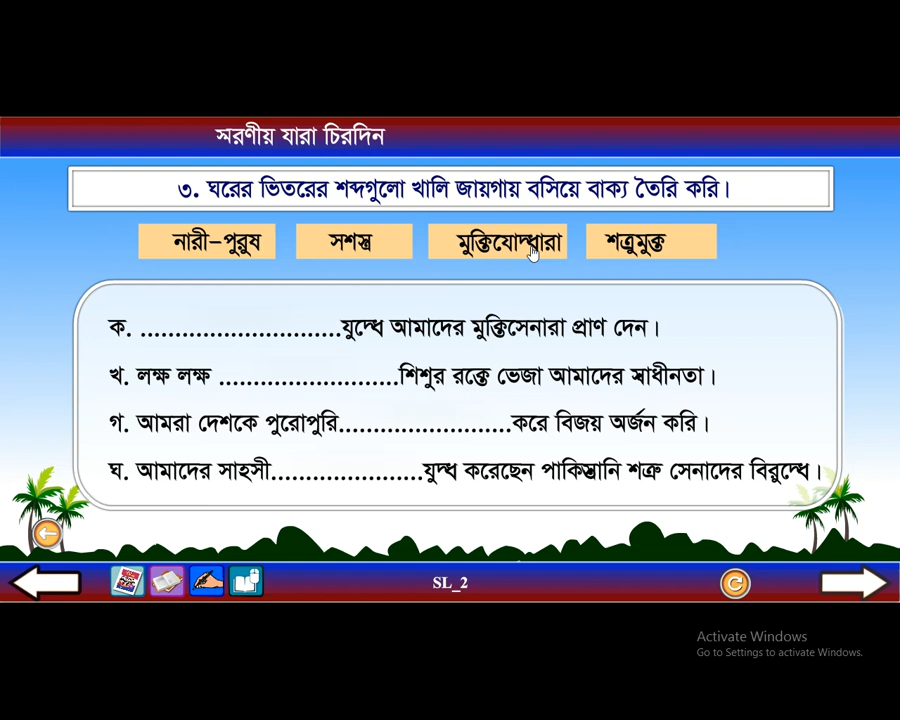 স্মরণীয় যারা চিরদিন
৩. ঘরের ভিতরের শব্দগুলো খালি জায়গায় বসিয়ে বাক্য তৈরি করি।
নারী-পুরুষ সশস্ত্র মুক্তিযোদ্ধারা শত্রুমুক্ত
ক. .............................যুদ্ধে আমাদের মুক্তিসেনারা প্রাণ দেন।
খ. লক্ষ লক্ষ ..........................শিশুর রক্তে ভেজা আমাদের স্বাধীনতা।
গ. আমরা দেশকে পুরোপুরি.........................করে বিজয় অর্জন করি।
ঘ. আমাদের সাহসী......................যুদ্ধ করেছেন পাকিস্তানি শত্রু সেনাদের বিরুদ্ধে।
SL_2
Activate Windows
Go to Settings to activate Windows.